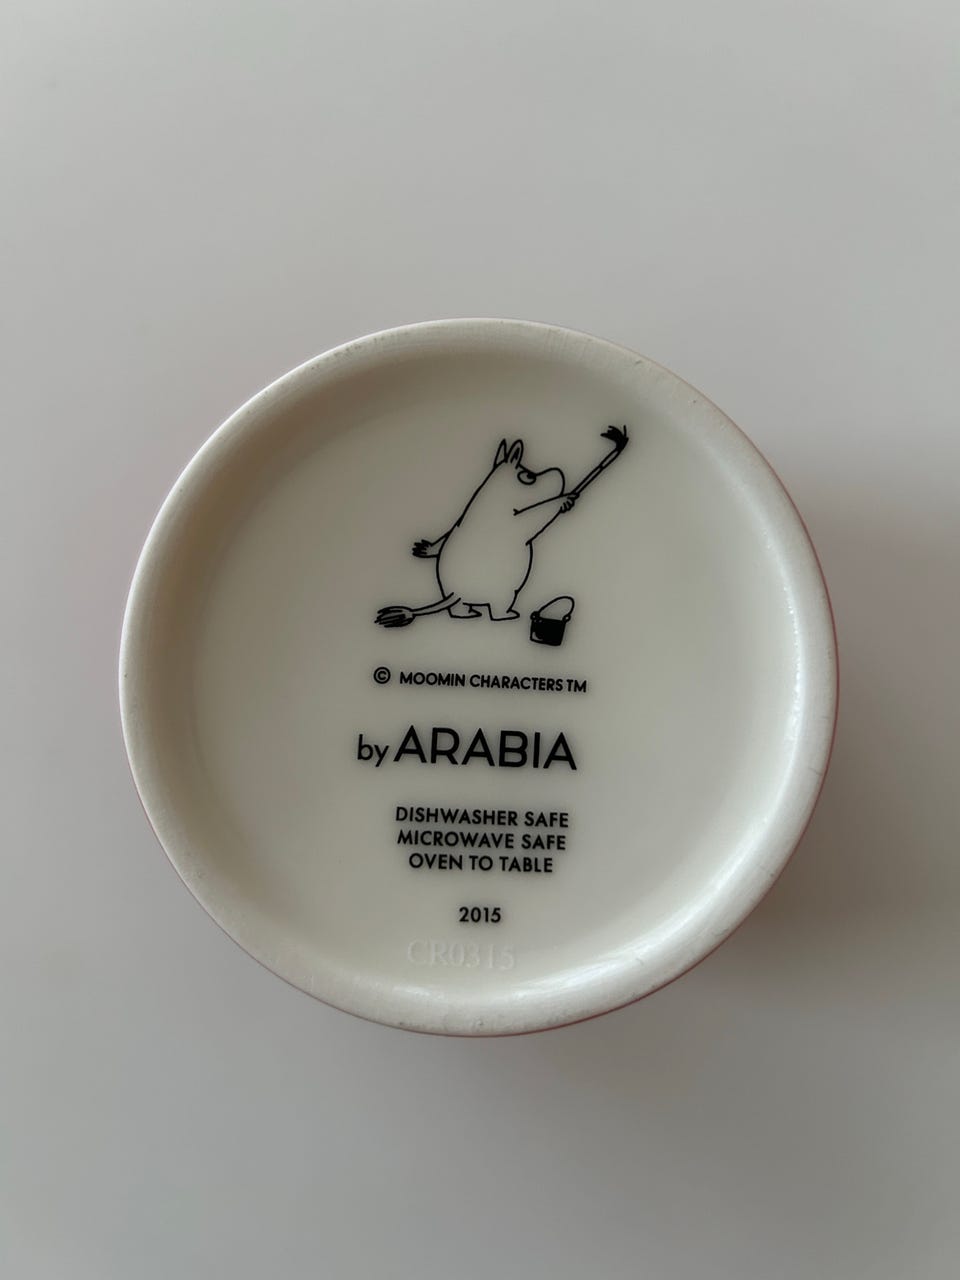 © MOOMIN CHARACTERS TM
by ARABIA
DISHWASHER SAFE
MICROWAVE SAFE
OVEN TO TABLE
2015
CR0315